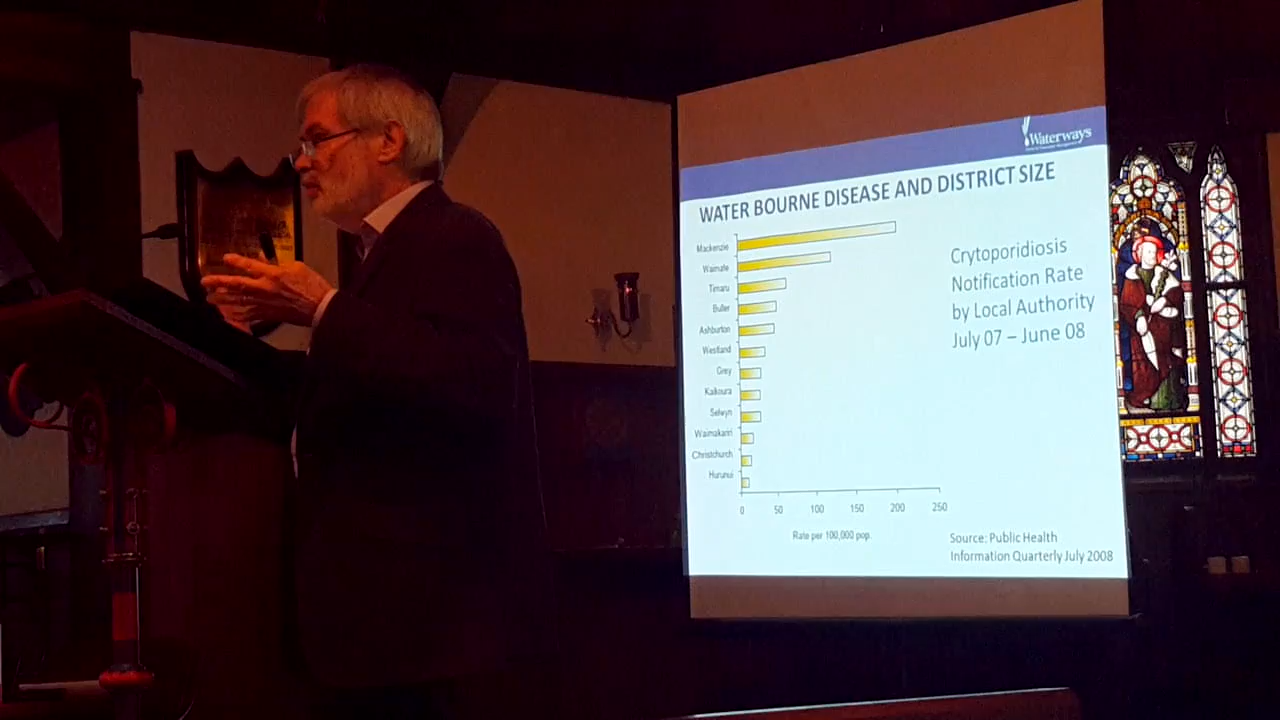 Waterways
WATER BOURNE DISEASE AND DISTRICT SIZE
Mackenzie
Waimate
Timaru
Buller
Ashburton
Westland
Grey
Kaikoura
Selwyn
Waimakariri
Christchurch
Hurunui
0 50 100 150 200 250
Rate per 100,000 pop.
Crytoporidiosis
Notification Rate
by Local Authority
July 07 – June 08
Source: Public Health
Information Quarterly July 2008